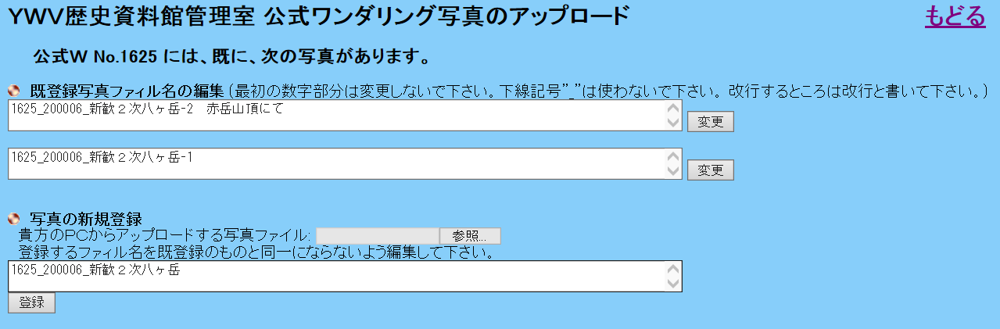 YWV歴史資料館管理室 公式ワンダリング写真のアップロード
もどる
公式W No.1625 には、既に、次の写真があります。
既登録写真ファィル名の編集（最初の数字部分は変更しないで下さい。下線記号”_”は使わないで下さい。 改行するところは改行と書いて下さい。）
1625_200006_新歓２次八ヶ岳-2　赤岳山頂にて
変更
1625_200006_新歓２次八ヶ岳-1
変更
写真の新規登録
貴方のPCからアップロードする写真ファイル:
参照...
登録するファィル名を既登録のものと同一にならないよう編集して下さい。
1625_200006_新歓２次八ヶ岳
登録